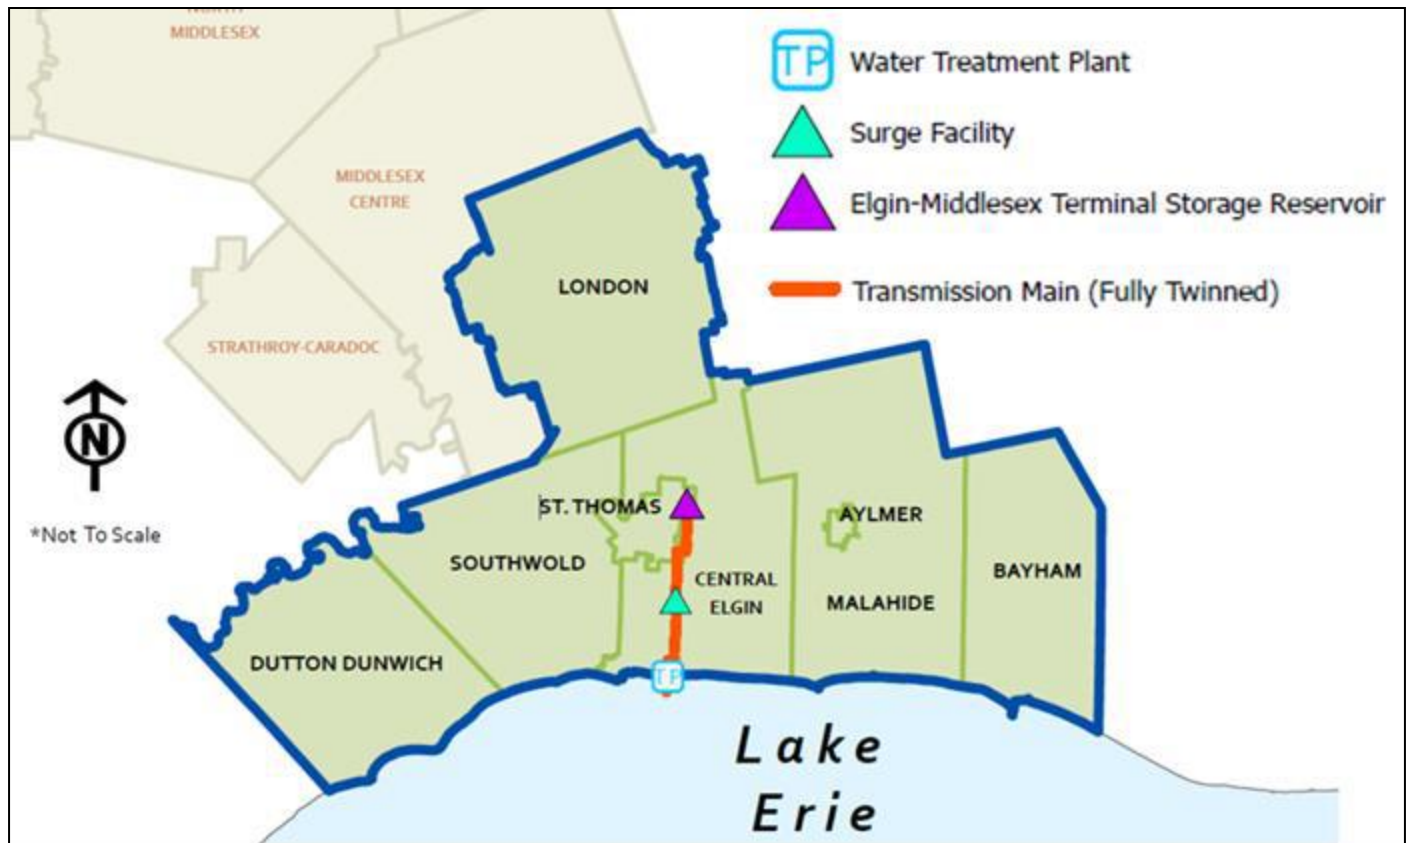 NORTH
MIDDLESEX
TP Water Treatment Plant
Surge Facility
MIDDLESEX
CENTRE
Elgin-Middlesex Terminal Storage Reservoir
LONDON
Transmission Main (Fully Twinned)
STRATHROY-CARADOC
N
*Not To Scale
ST. THOMAS
AYLMER
SOUTHWOLD
CENTRAL
ELGIN
BAYHAM
MALAHIDE
DUTTON DUNWICH
TP
Lake
Erie